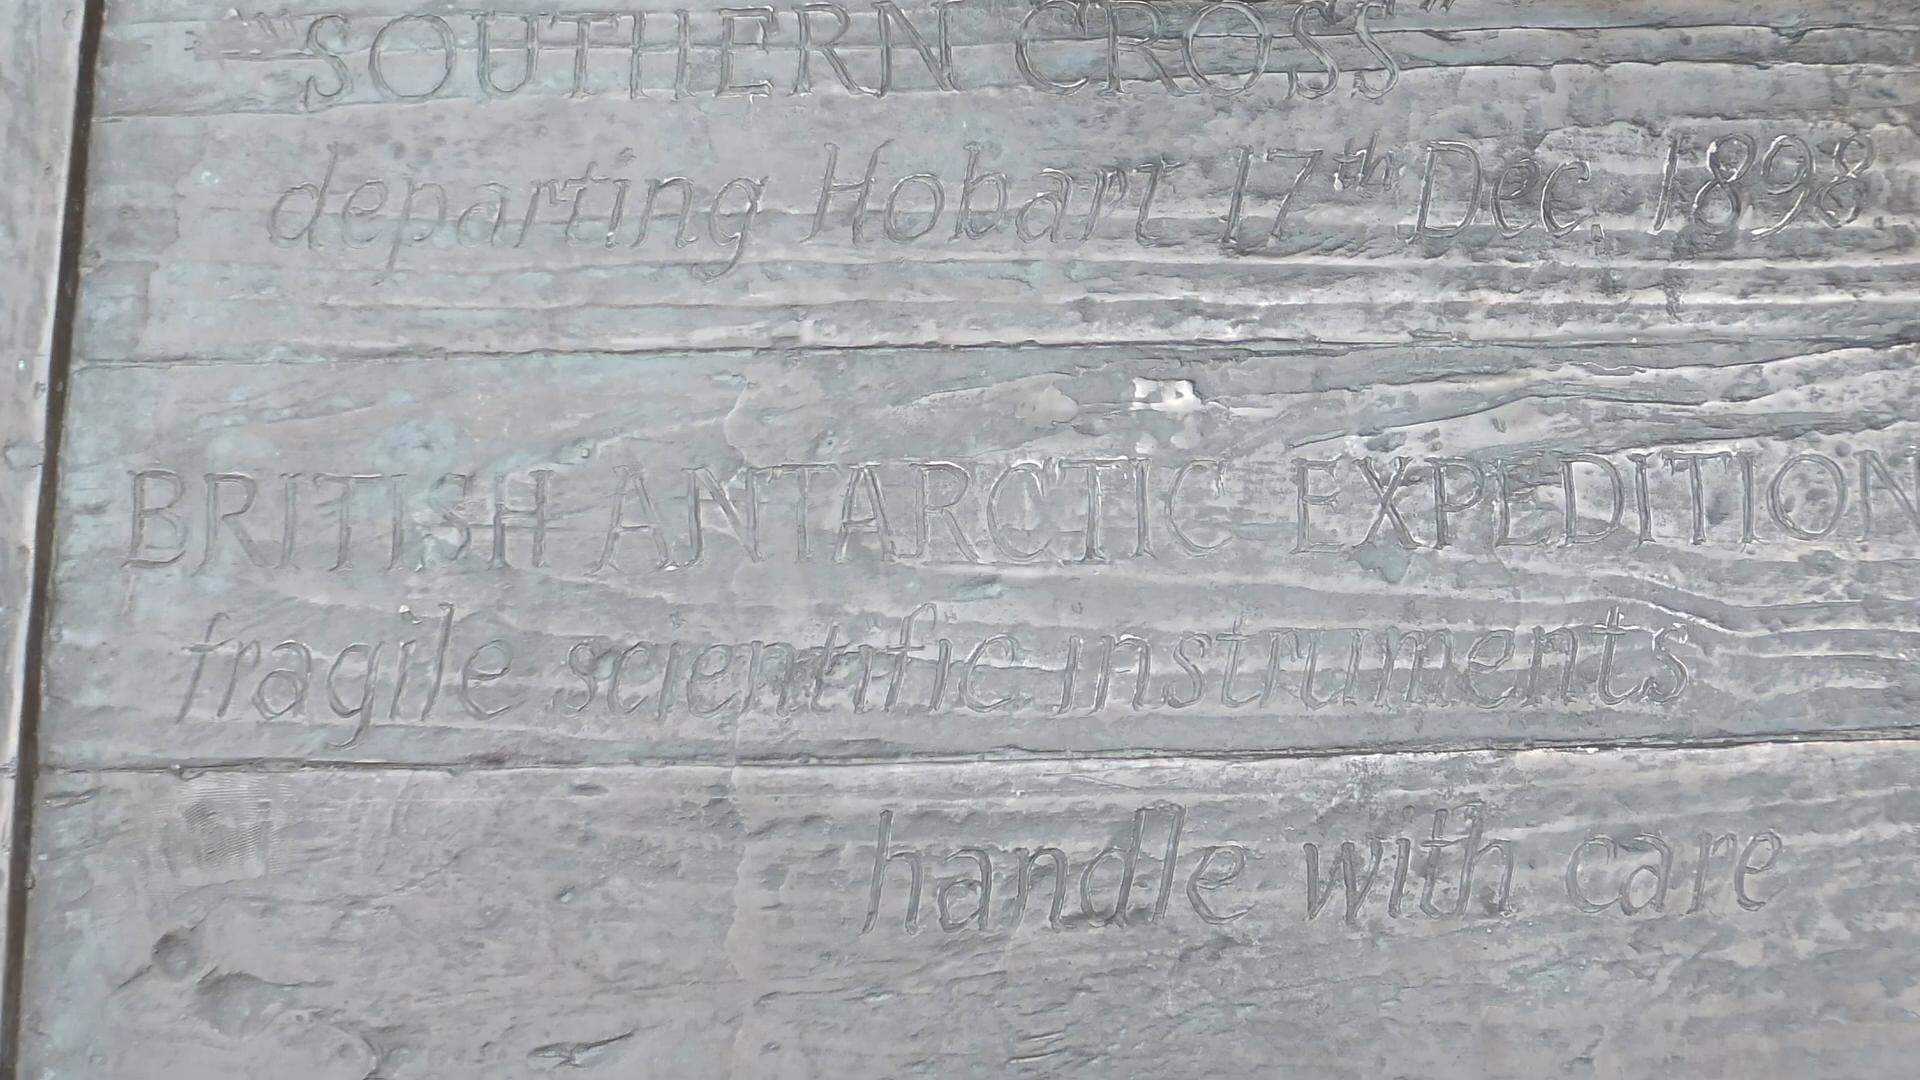 "SOUTHERN CROSS"
departing Hobart 17th Dec. 1898.
BRITISH ANTARCTIC EXPEDITION
fragile scientific instruments
handle with care